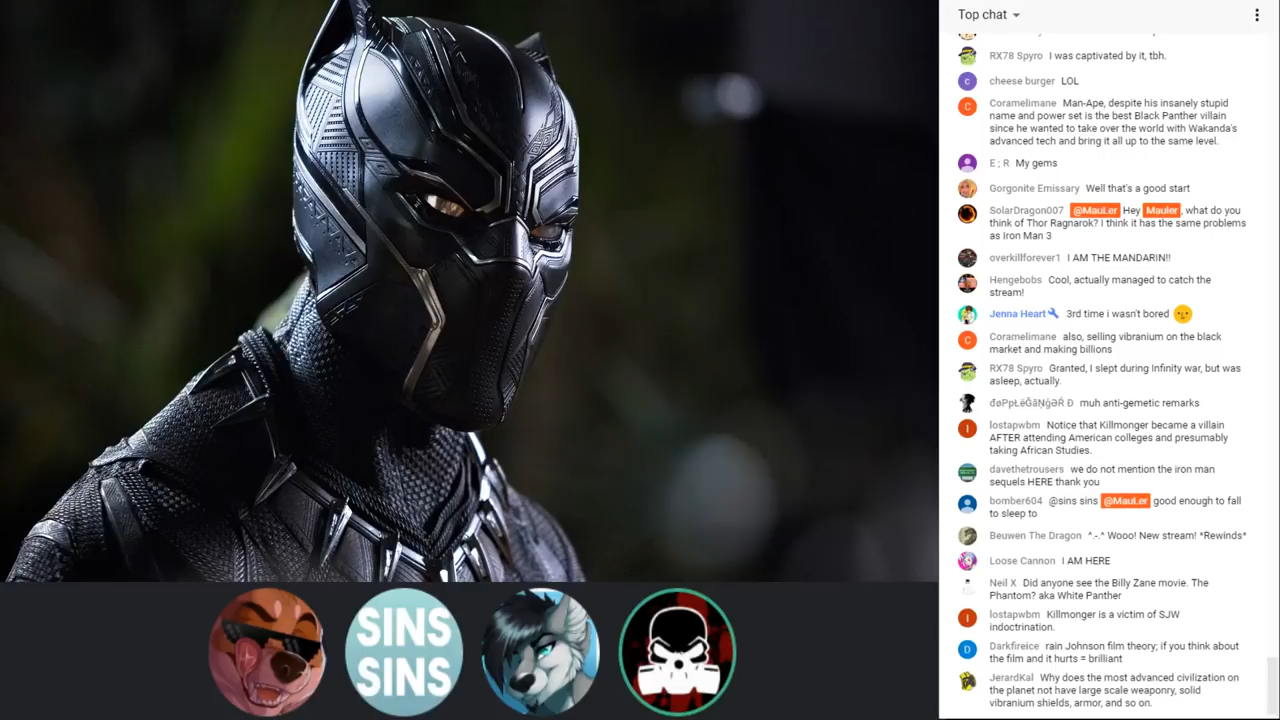 Top chat
RX78 Spyro I was captivated by it, tbh.
cheese burger LOL
Coramelimane Man-Ape, despite his insanely stupid
name and power set is the best Black Panther villain
since he wanted to take over the world with Wakanda's
advanced tech and bring it all up to the same level.
E ; R My gems
Gorgonite Emissary Well that's a good start
SolarDragon007 @MauLer Hey Mauler, what do you
think of Thor Ragnarok? I think it has the same problems
as Iron Man 3
overkillforever1 I AM THE MANDARIN!!
Hengebobs Cool, actually managed to catch the
stream!
Jenna Heart 3rd time i wasn't bored
Coramelimane also, selling vibranium on the black
market and making billions
RX78 Spyro Granted, I slept during Infinity war, but was
asleep, actually.
muh anti-gemetic remarks
lostapwbm Notice that Killmonger became a villain
AFTER attending American colleges and presumably
taking African Studies.
davethetrousers we do not mention the iron man
sequels HERE thank you
bomber604 @sins sins @MauLer good enough to fall
to sleep to
Beuwen The Dragon ^.-.^ Wooo! New stream! *Rewinds*
Loose Cannon I AM HERE
Neil X Did anyone see the Billy Zane movie. The
Phantom? aka White Panther
lostapwbm Killmonger is a victim of SJW
indoctrination.
Darkfireice rain Johnson film theory; if you think about
the film and it hurts = brilliant
JerardKal Why does the most advanced civilization on
the planet not have large scale weaponry, solid
vibranium shields, armor, and so on.
SINS
SINS